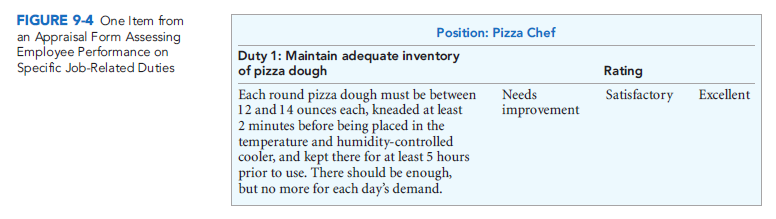 FIGURE 9-4 One Item from
an Appraisal Form Assessing
Employee Performance on
Specific Job-Related Duties
Position: Pizza Chef
Duty 1: Maintain adequate inventory
of pizza dough
Rating
Each round pizza dough must be between
12 and 14 ounces each, kneaded at least
2 minutes before being placed in the
temperature and humidity-controlled
cooler, and kept there for at least 5 hours
prior to use. There should be enough,
but no more for each day's demand.
Needs
improvement
Satisfactory
Excellent